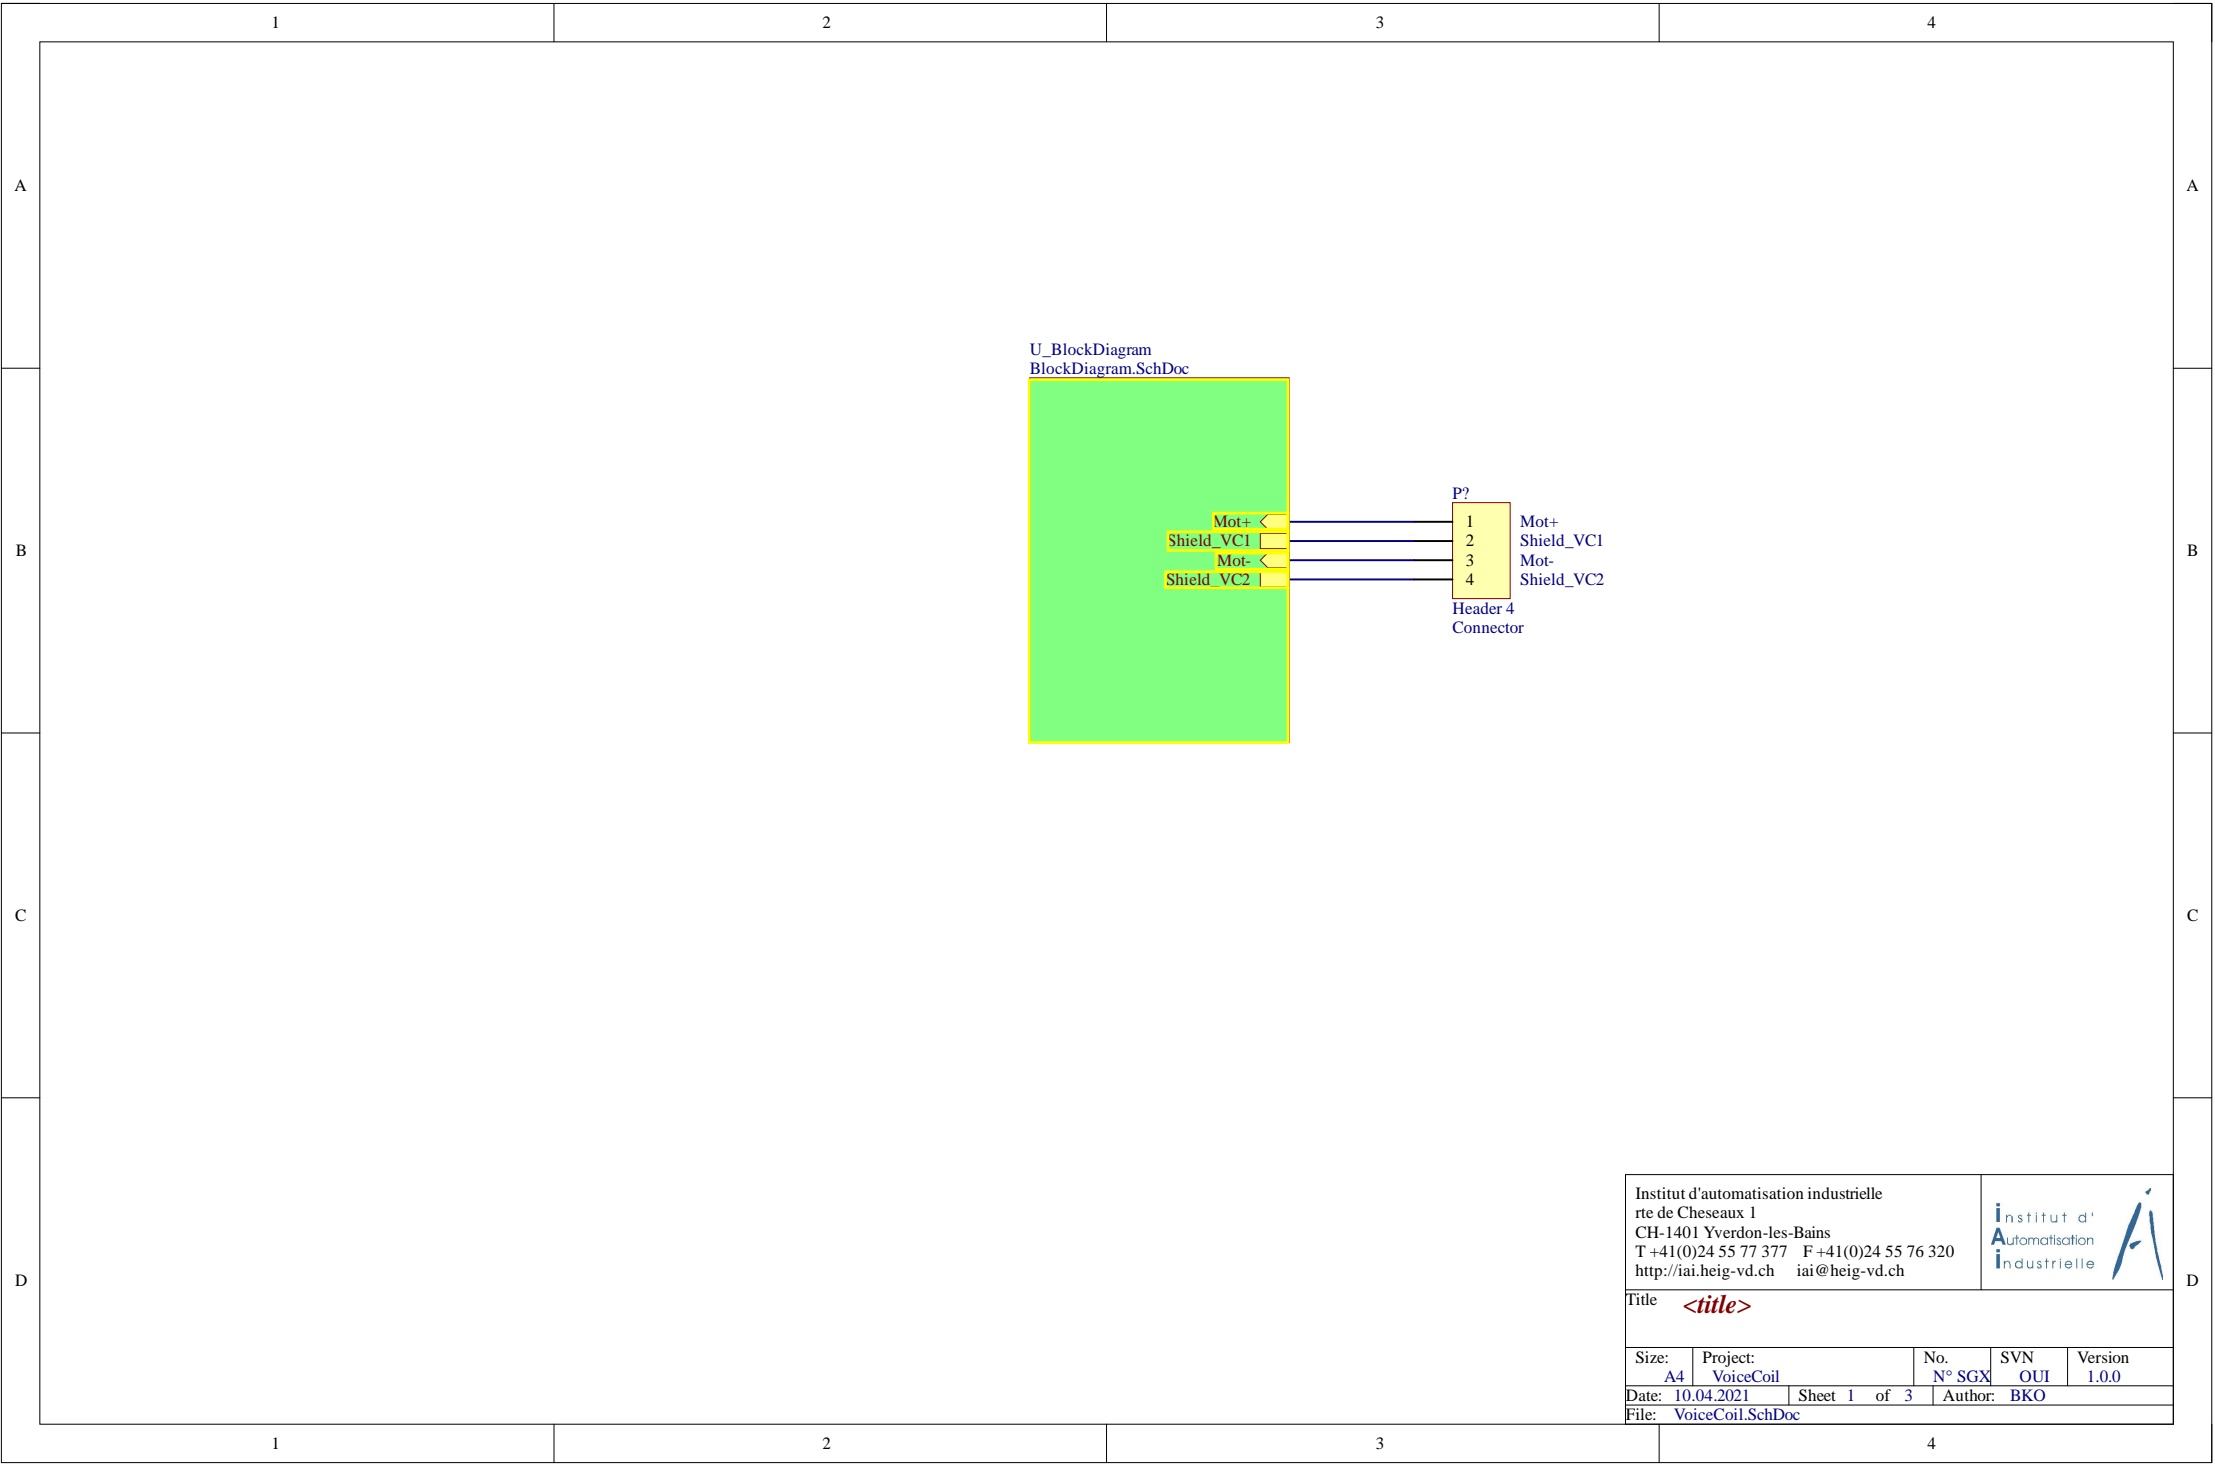 1 2 3 4
A A
U_BlockDiagram
BlockDiagram.SchDoc
P?
Mot+ 1 Mot+
Shield_VC1 2 Shield_VC1
B B
Mot- 3 Mot-
Shield_VC2 4 Shield_VC2
Header 4
Connector
C C
Institut d'automatisation industrielle
rte de Cheseaux 1
CH-1401 Yverdon-les-Bains
T +41(0)24 55 77 377 F +41(0)24 55 76 320
http://iai.heig-vd.ch iai@heig-vd.ch
institut d'
Automatisation
industrielle
D D
Title <title>
Size: Project: No. SVN Version
A4 VoiceCoil N° SGX OUI 1.0.0
Date: 10.04.2021 Sheet 1 of 3 Author: BKO
File: VoiceCoil.SchDoc
1 2 3 4